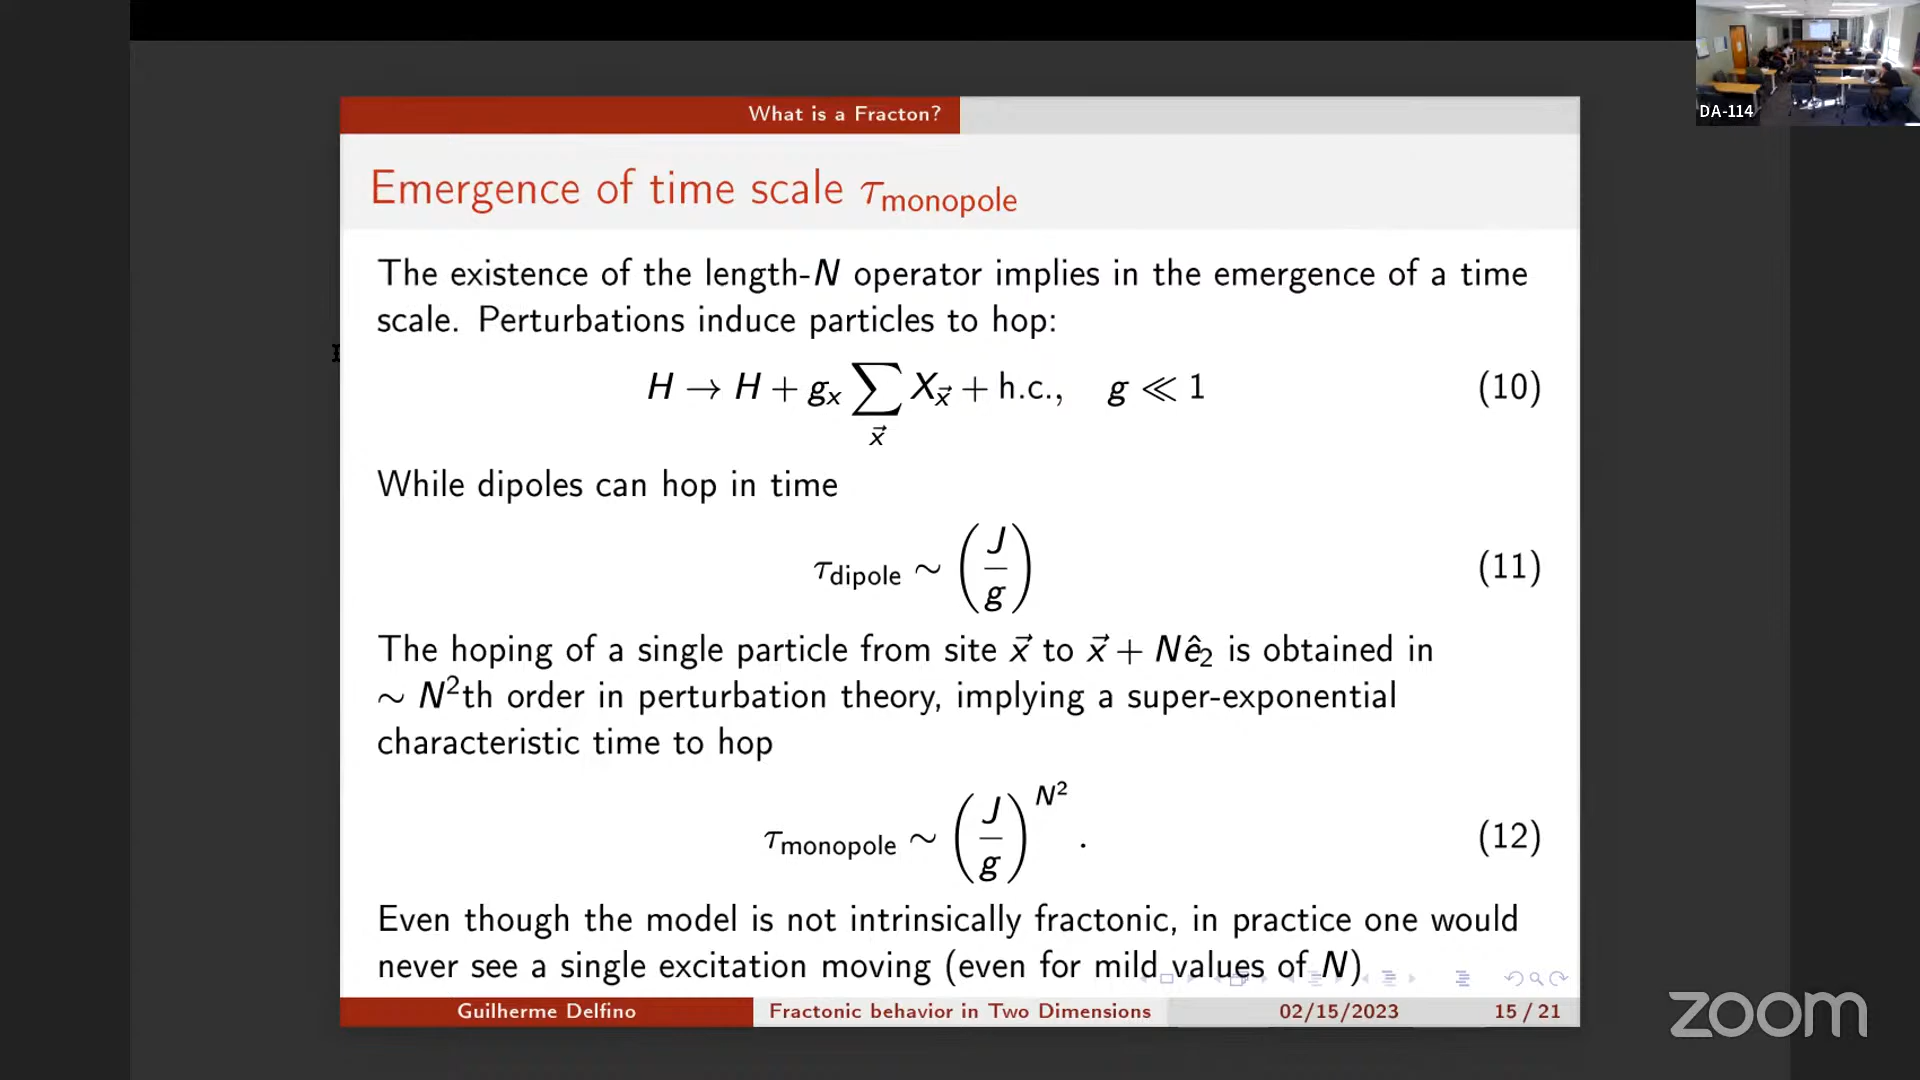 DA-114
What is a Fracton?
Emergence of time scale τ_monopole
The existence of the length-N operator implies in the emergence of a time
scale. Perturbations induce particles to hop:
H → H + g_x ∑_x⃗ X_x⃗ + h.c., g ≪ 1 (10)
While dipoles can hop in time
τ_dipole ∼ (J/g) (11)
The hoping of a single particle from site x⃗ to x⃗ + Nê₂ is obtained in
∼ N²th order in perturbation theory, implying a super-exponential
characteristic time to hop
τ_monopole ∼ (J/g)^{N²}. (12)
Even though the model is not intrinsically fractonic, in practice one would
never see a single excitation moving (even for mild values of N)
Guilherme Delfino Fractonic behavior in Two Dimensions 02/15/2023 15 / 21
zoom